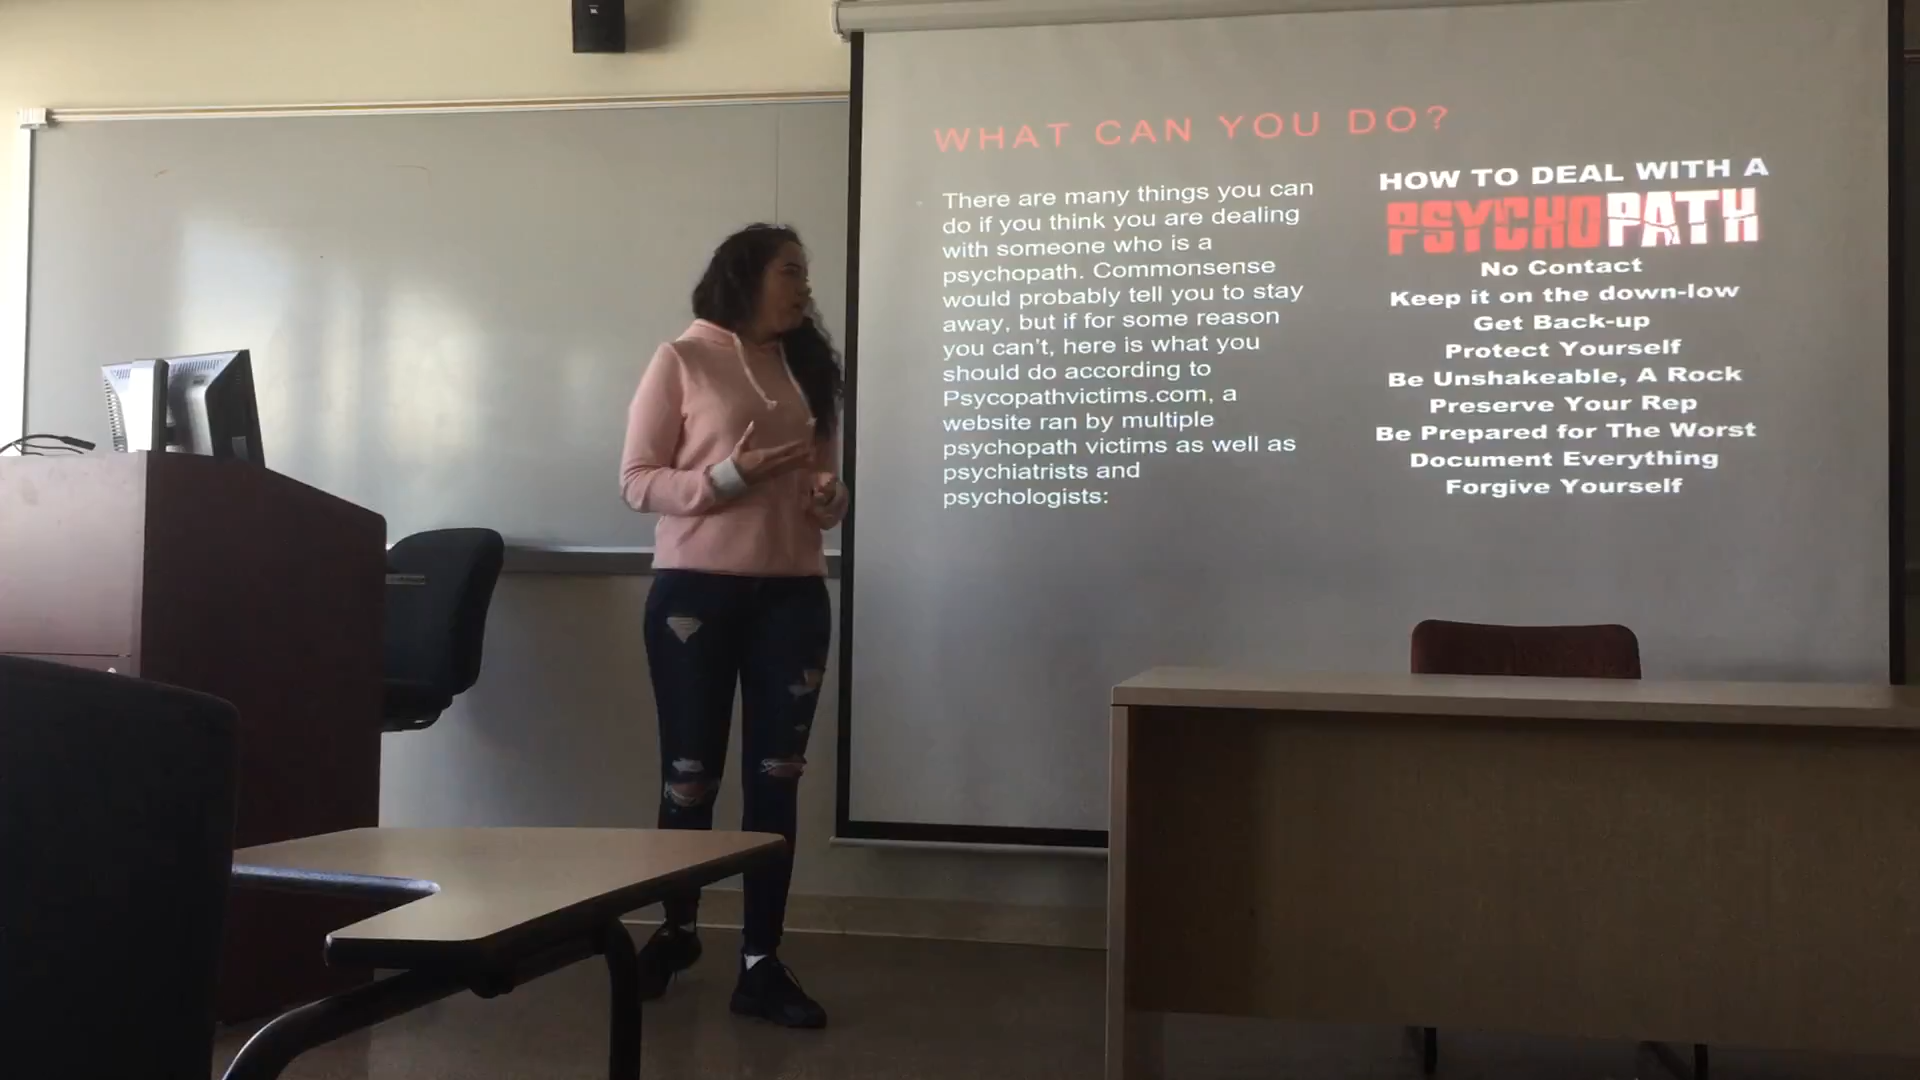 WHAT CAN YOU DO?
There are many things you can
do if you think you are dealing
with someone who is a
psychopath. Commonsense
would probably tell you to stay
away, but if for some reason
you can't, here is what you
should do according to
Psycopathvictims.com, a
website ran by multiple
psychopath victims as well as
psychiatrists and
psychologists:
HOW TO DEAL WITH A
PSYCHOPATH
No Contact
Keep it on the down-low
Get Back-up
Protect Yourself
Be Unshakeable, A Rock
Preserve Your Rep
Be Prepared for The Worst
Document Everything
Forgive Yourself